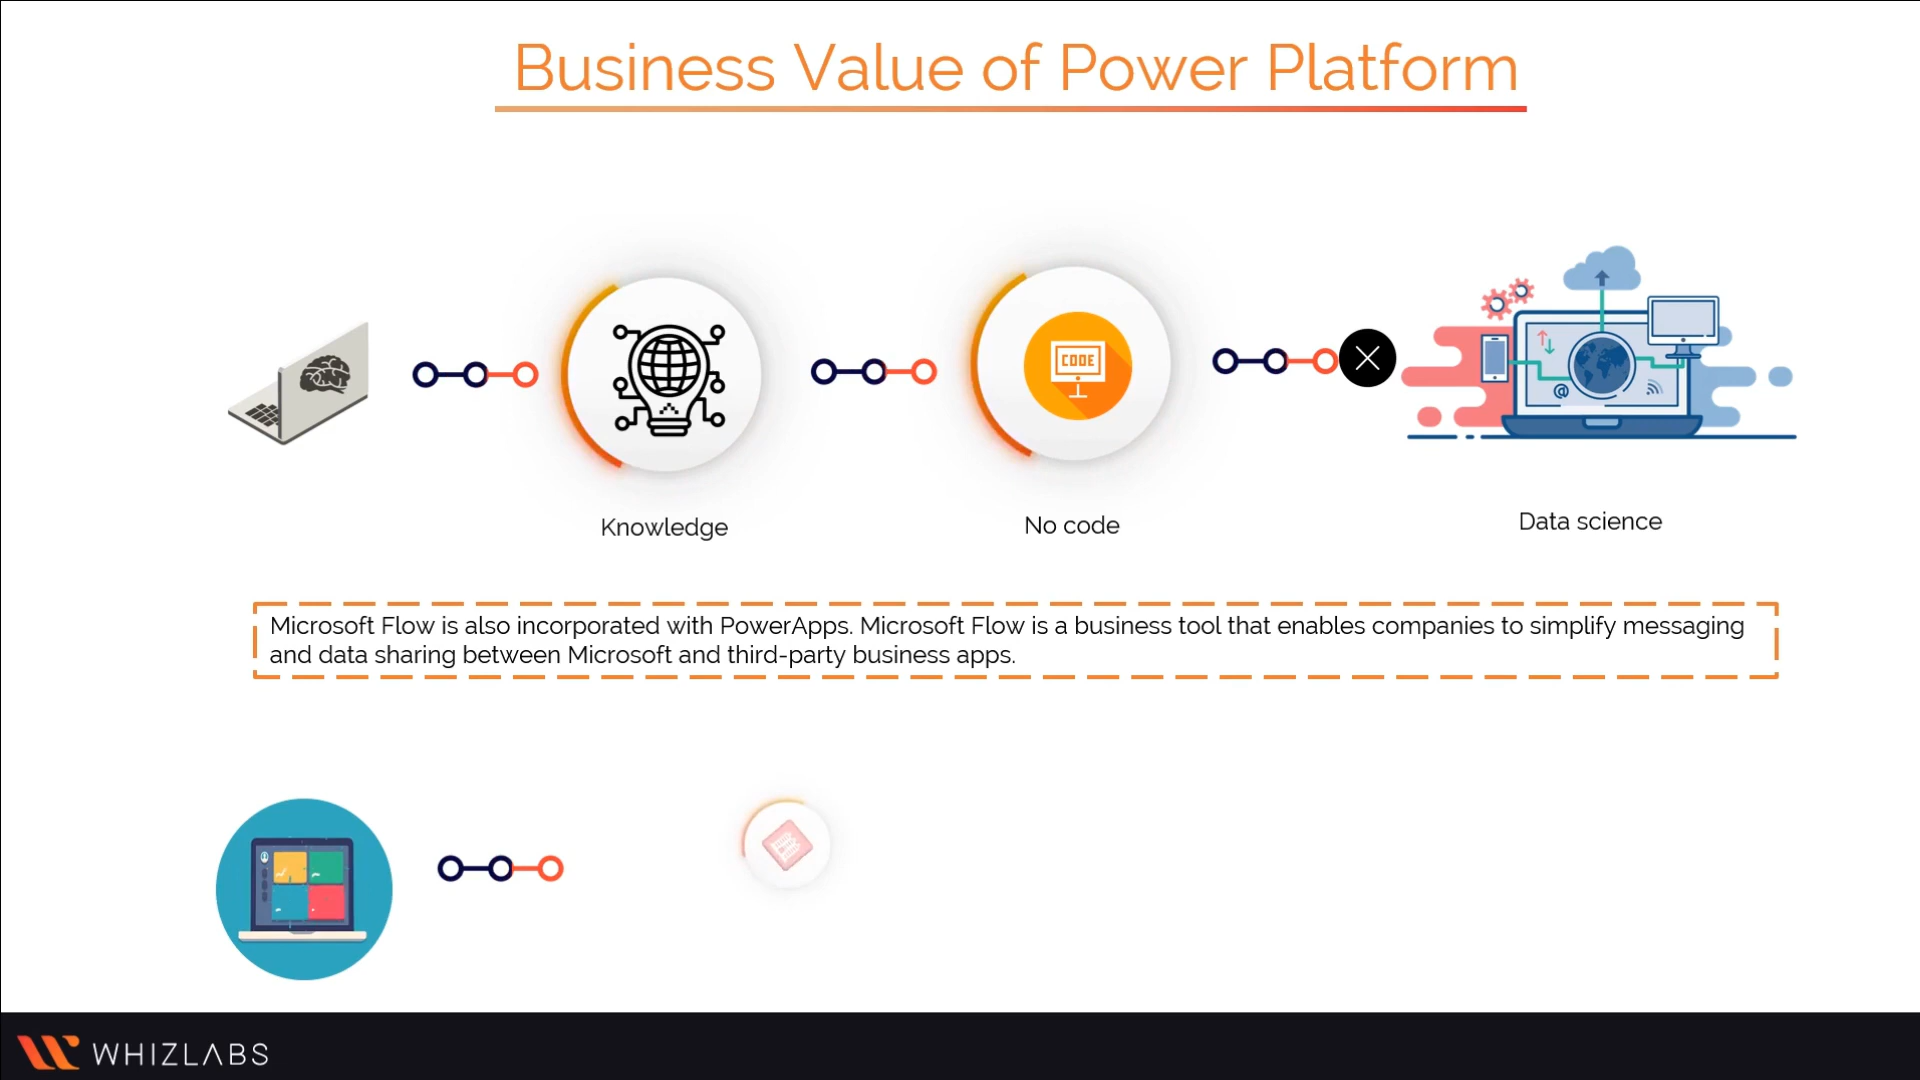 Business Value of Power Platform
CODE
@
Knowledge
No code
Data science
Microsoft Flow is also incorporated with PowerApps. Microsoft Flow is a business tool that enables companies to simplify messaging
and data sharing between Microsoft and third-party business apps.
WHIZLABS